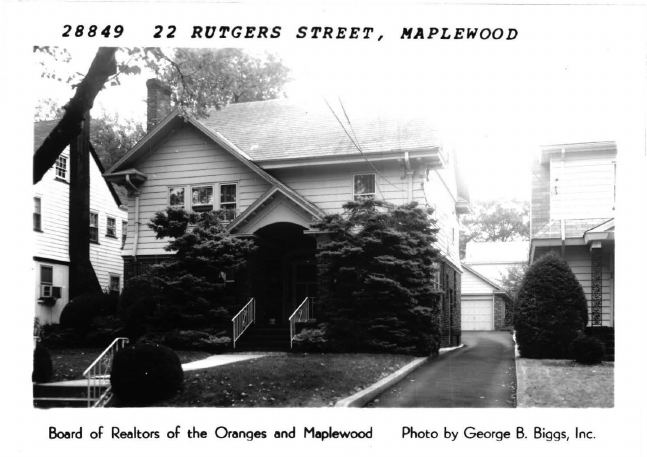 28849 22 RUTGERS STREET, MAPLEWOOD
Board of Realtors of the Oranges and Maplewood Photo by George B. Biggs, Inc.